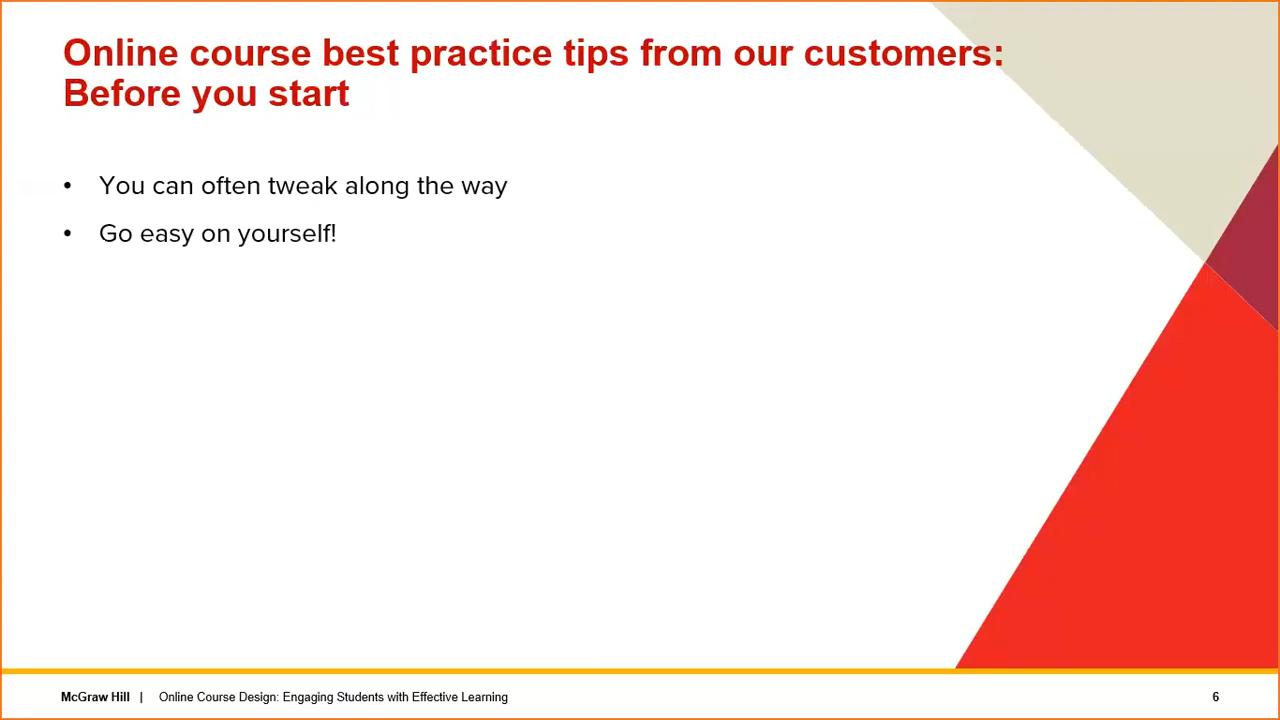 Online course best practice tips from our customers:
Before you start
• You can often tweak along the way
• Go easy on yourself!
McGraw Hill | Online Course Design: Engaging Students with Effective Learning 6